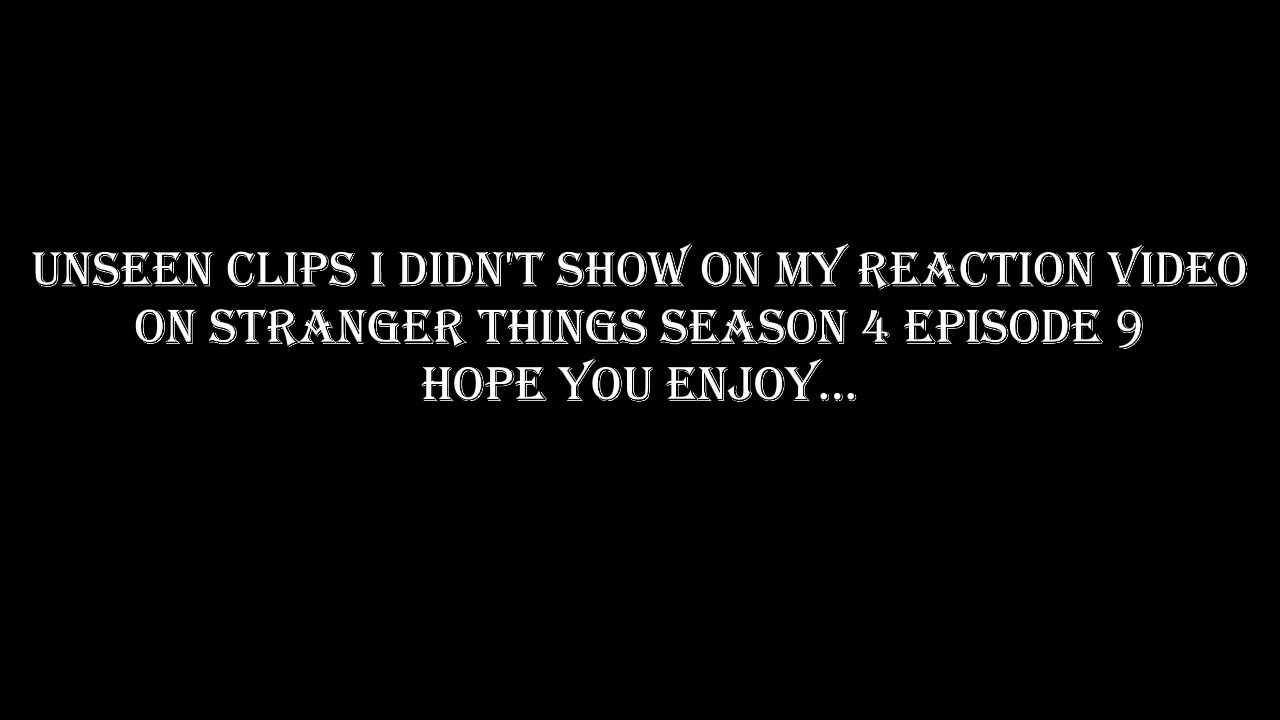 UNSEEN CLIPS I DIDN'T SHOW ON MY REACTION VIDEO
ON STRANGER THINGS SEASON 4 EPISODE 9
HOPE YOU ENJOY...